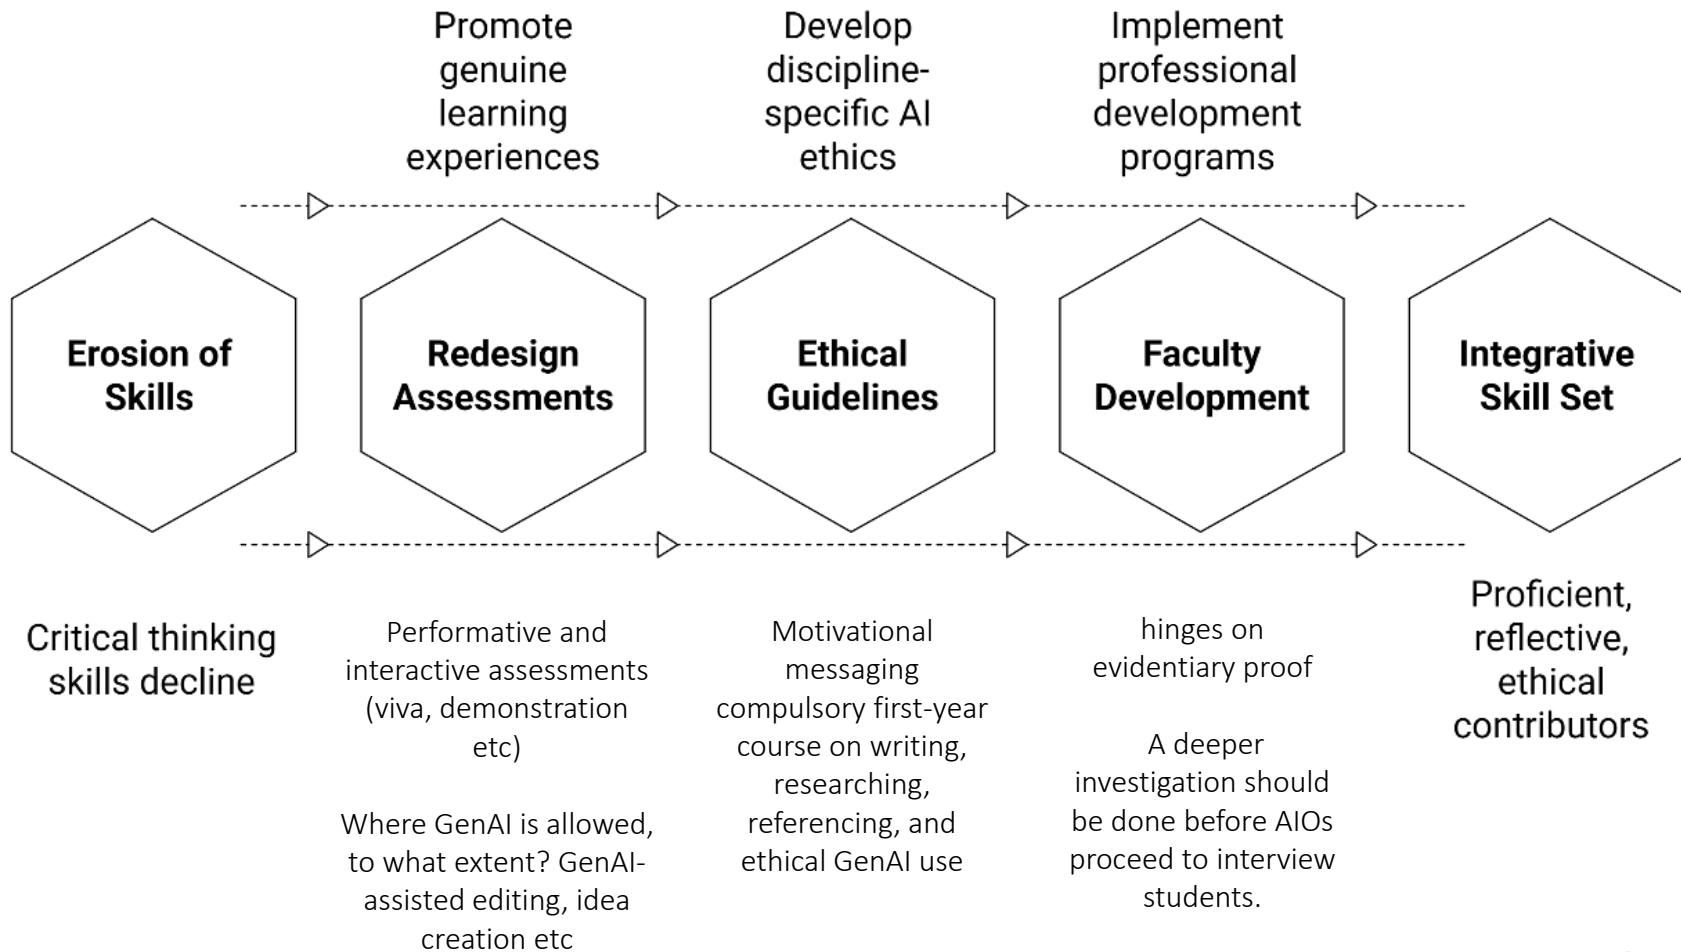 Promote
genuine
learning
experiences
Develop
discipline-
specific AI
ethics
Implement
professional
development
programs
Erosion of
Skills
Redesign
Assessments
Ethical
Guidelines
Faculty
Development
Integrative
Skill Set
Critical thinking
skills decline
Performative and
interactive assessments
(viva, demonstration
etc)
Where GenAI is allowed,
to what extent? GenAI-
assisted editing, idea
creation etc
Motivational
messaging
compulsory first-year
course on writing,
researching,
referencing, and
ethical GenAI use
hinges on
evidentiary proof
A deeper
investigation should
be done before AIOs
proceed to interview
students.
Proficient,
reflective,
ethical
contributors